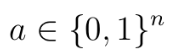 a ∈ {0, 1}ⁿ